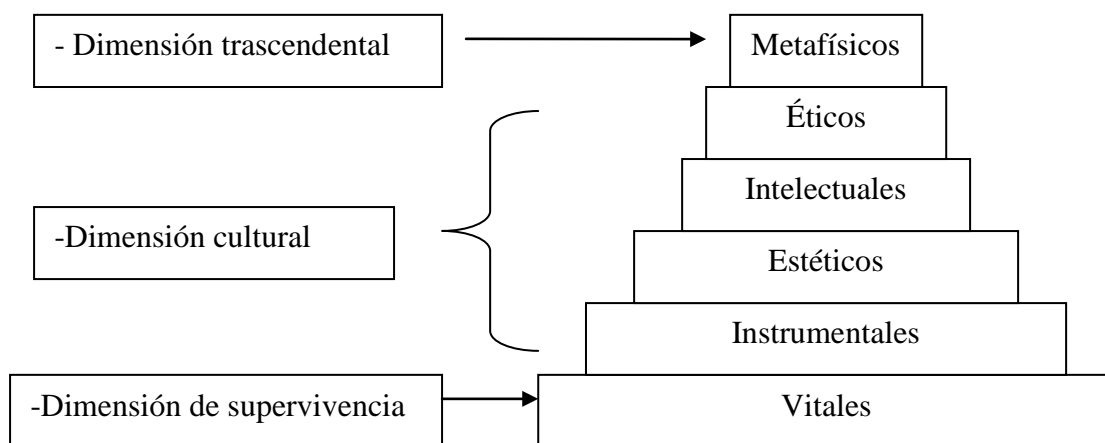 - Dimensión trascendental
Metafísicos
Éticos
Intelectuales
-Dimensión cultural
Estéticos
Instrumentales
-Dimensión de supervivencia
Vitales